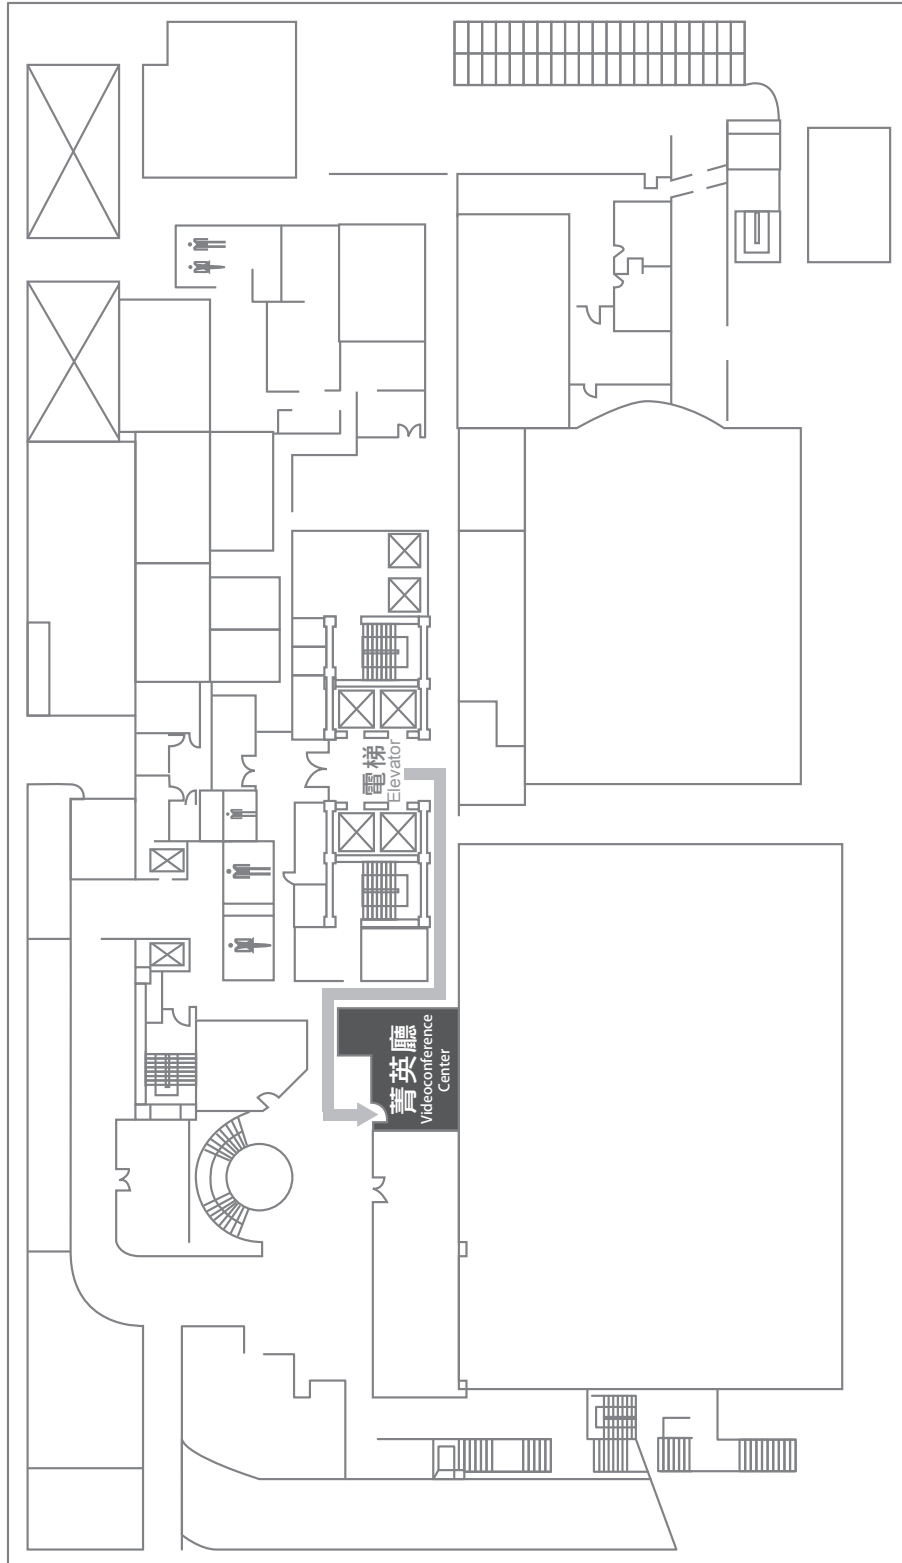 電梯
Elevator
菁英廳
Videoconference
Center